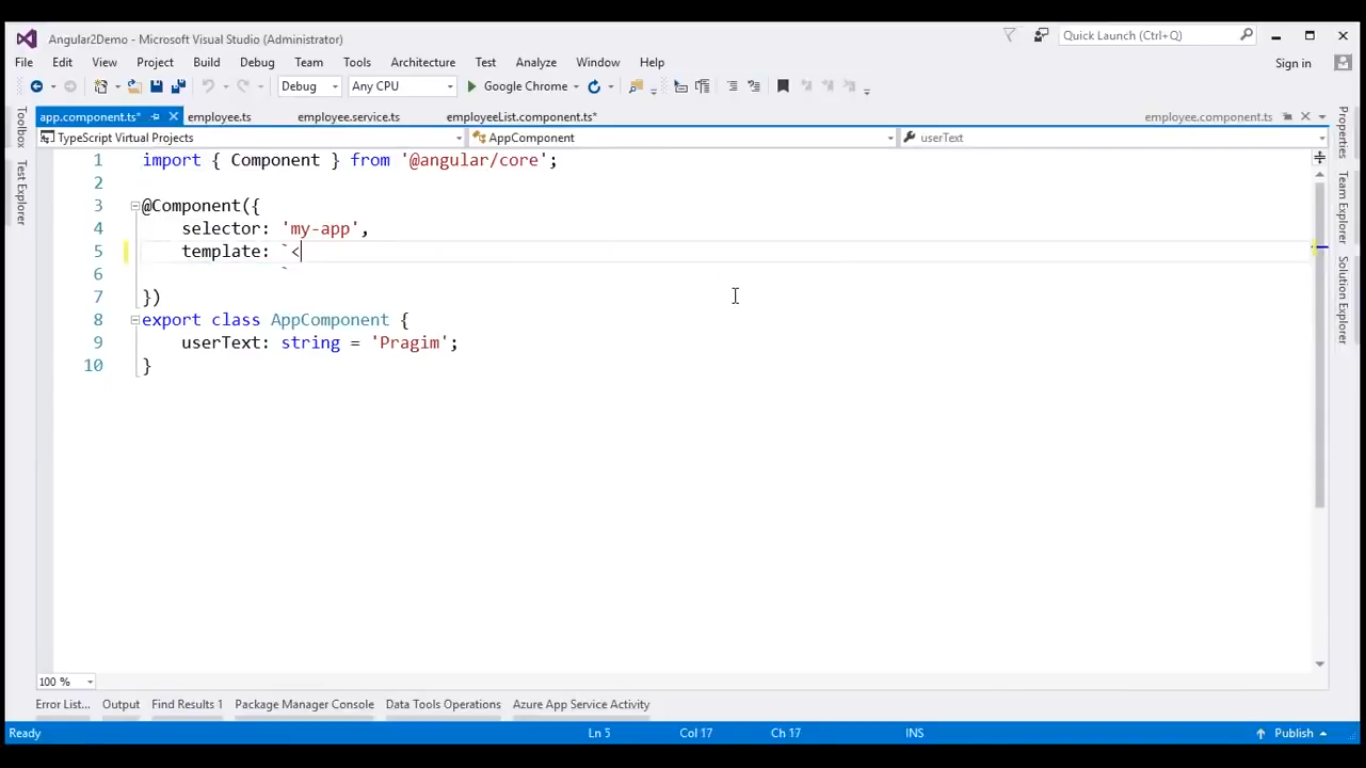 Angular2Demo - Microsoft Visual Studio (Administrator)
Quick Launch (Ctrl+Q)
File Edit View Project Build Debug Team Tools Architecture Test Analyze Window Help
Sign in
Debug Any CPU Google Chrome
app.component.ts* employee.ts employee.service.ts employeeList.component.ts* employee.component.ts
TypeScript Virtual Projects AppComponent userText
Toolbox
Test Explorer
1 import { Component } from '@angular/core';
2
3 @Component({
4 selector: 'my-app',
5 template: `<
6 `
7 })
8 export class AppComponent {
9 userText: string = 'Pragim';
10 }
Properties
Team Explorer
Solution Explorer
100 %
Error List... Output Find Results 1 Package Manager Console Data Tools Operations Azure App Service Activity
Ready Ln 5 Col 17 Ch 17 INS Publish